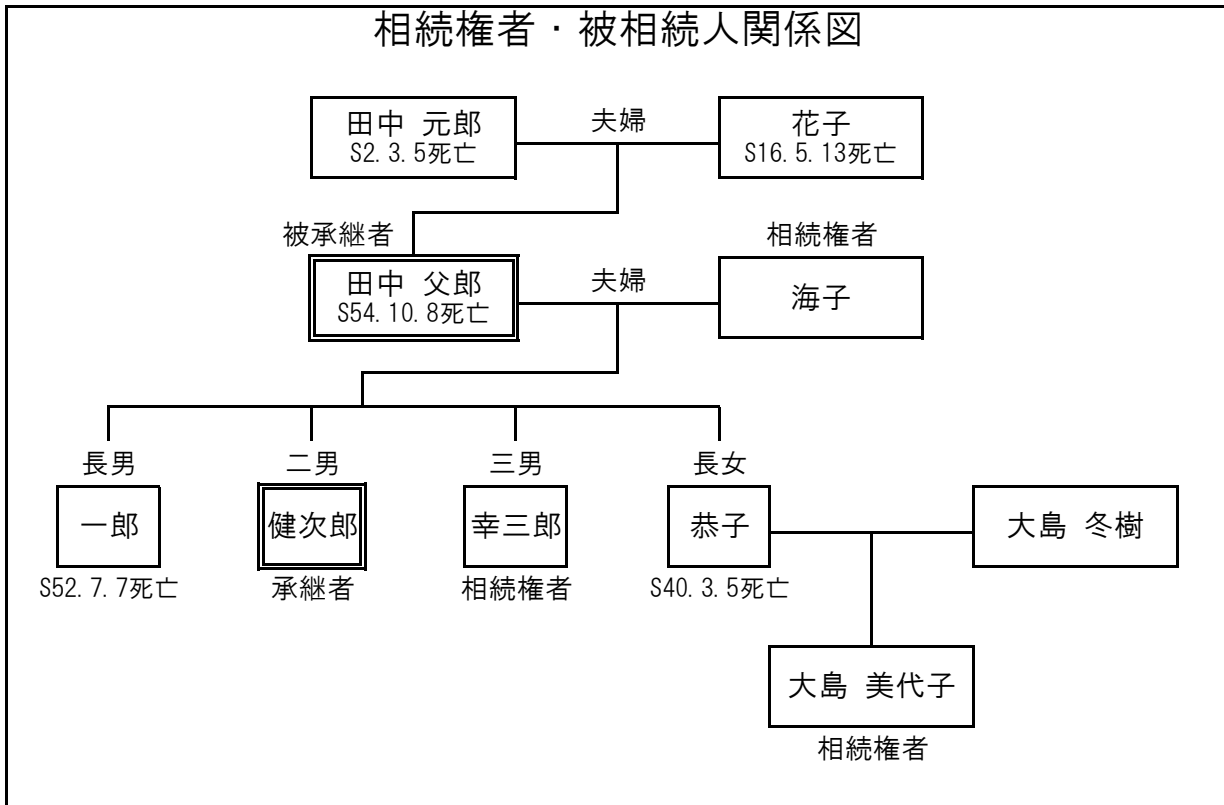 相続権者・被相続人関係図
田中 元郎
S2.3.5死亡
夫婦
花子
S16.5.13死亡
被承継者
田中 父郎
S54.10.8死亡
夫婦
相続権者
海子
長男
一郎
S52.7.7死亡
二男
健次郎
承継者
三男
幸三郎
相続権者
長女
恭子
S40.3.5死亡
大島 冬樹
大島 美代子
相続権者